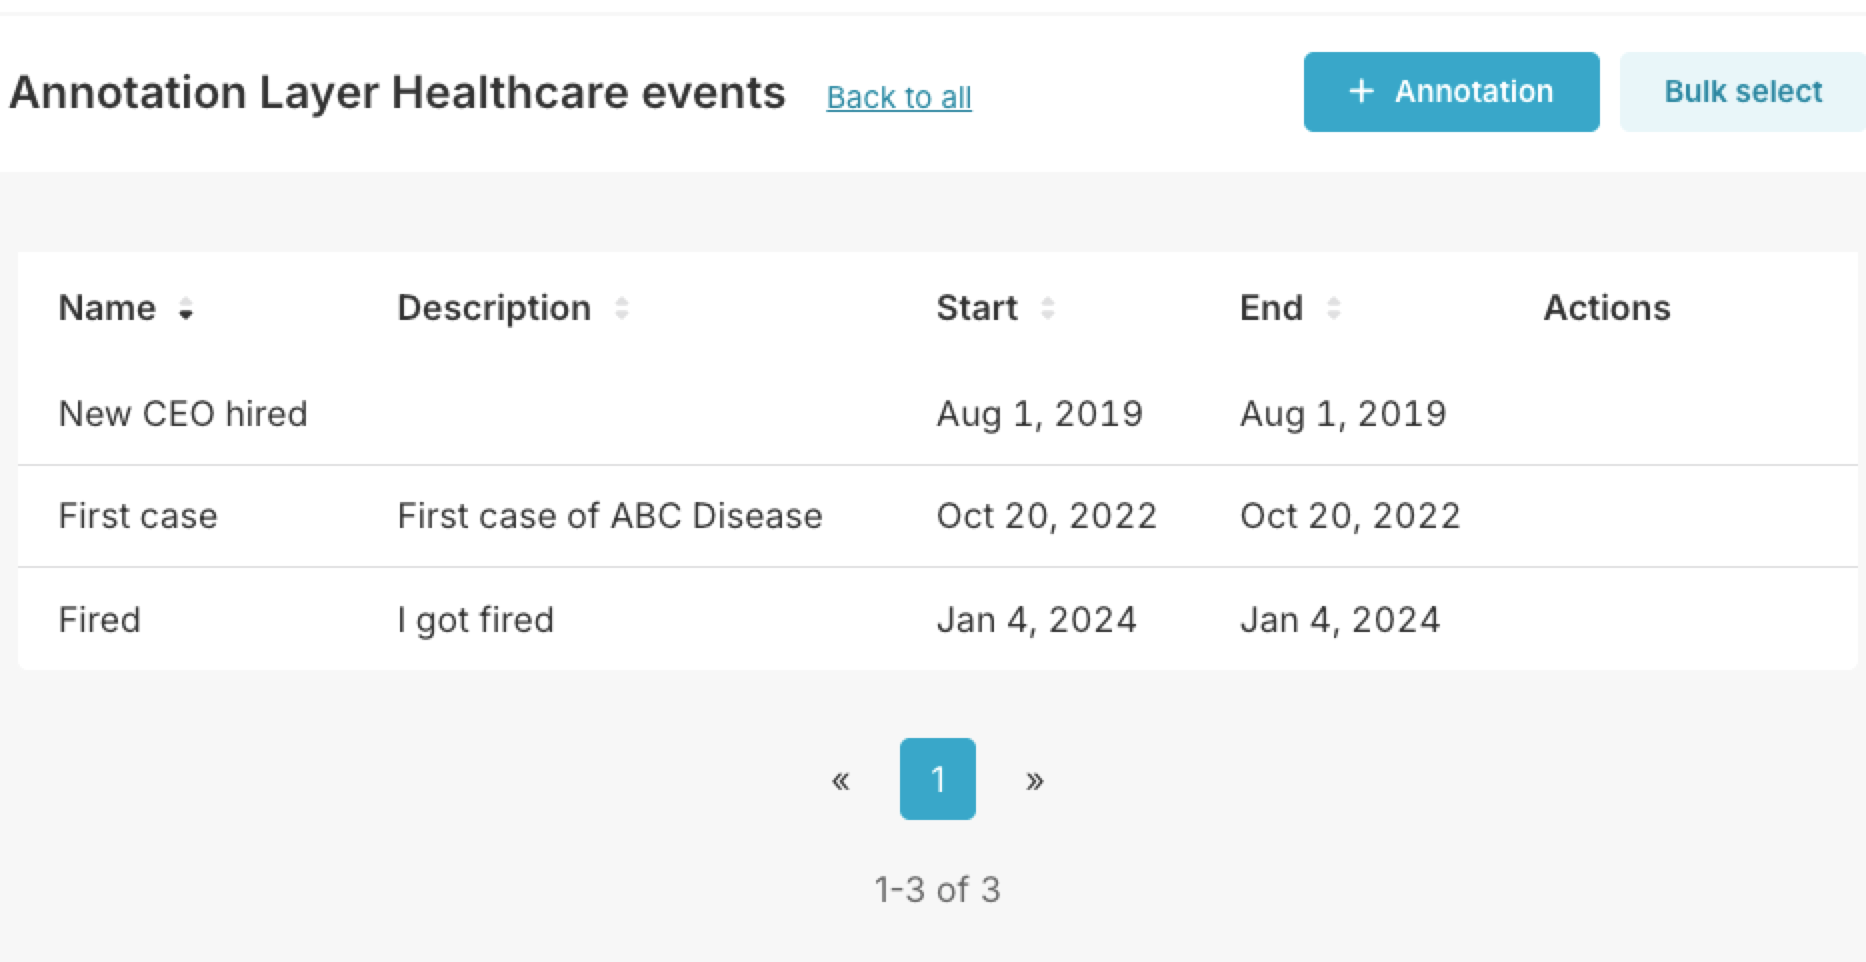 Annotation Layer Healthcare events Back to all + Annotation Bulk select
Name Description Start End Actions
New CEO hired Aug 1, 2019 Aug 1, 2019
First case First case of ABC Disease Oct 20, 2022 Oct 20, 2022
Fired I got fired Jan 4, 2024 Jan 4, 2024
« 1 »
1-3 of 3